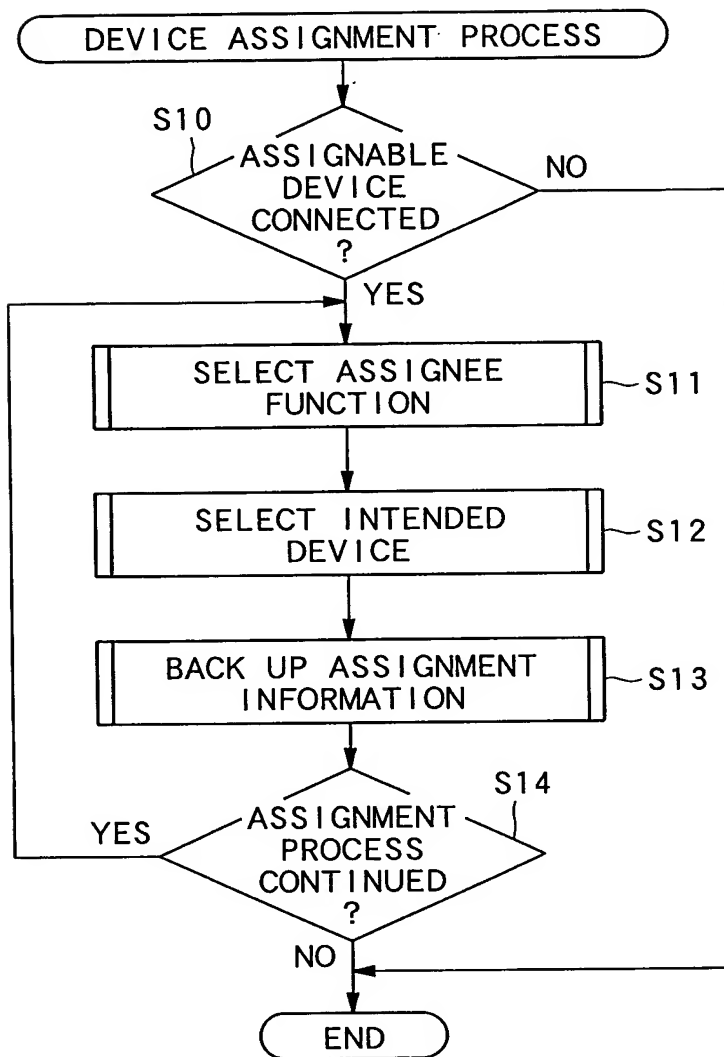 DEVICE ASSIGNMENT PROCESS
S10
ASSIGNABLE
DEVICE
CONNECTED
?
NO
YES
SELECT ASSIGNEE
FUNCTION
S11
SELECT INTENDED
DEVICE
S12
BACK UP ASSIGNMENT
INFORMATION
S13
S14
YES
ASSIGNMENT
PROCESS
CONTINUED
?
NO
END